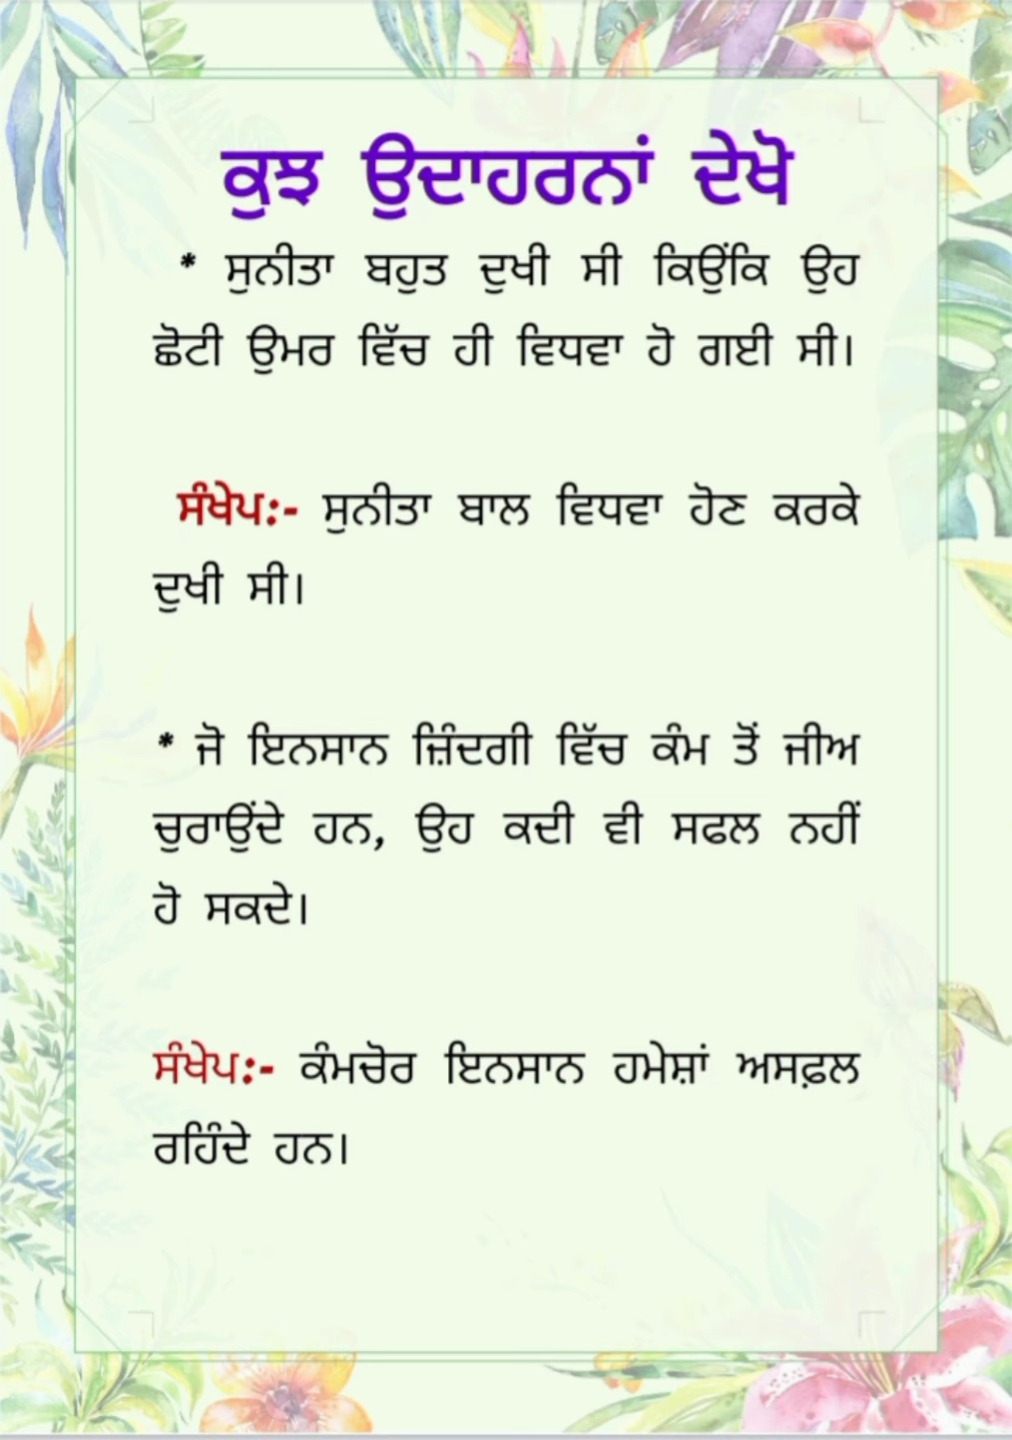 ਕੁਝ ਉਦਾਹਰਨਾਂ ਦੇਖੋ
* ਸੁਨੀਤਾ ਬਹੁਤ ਦੁਖੀ ਸੀ ਕਿਉਂਕਿ ਉਹ
ਛੋਟੀ ਉਮਰ ਵਿੱਚ ਹੀ ਵਿਧਵਾ ਹੋ ਗਈ ਸੀ।
ਸੰਖੇਪ:- ਸੁਨੀਤਾ ਬਾਲ ਵਿਧਵਾ ਹੋਣ ਕਰਕੇ
ਦੁਖੀ ਸੀ।
* ਜੋ ਇਨਸਾਨ ਜ਼ਿੰਦਗੀ ਵਿੱਚ ਕੰਮ ਤੋਂ ਜੀਅ
ਚੁਰਾਉਂਦੇ ਹਨ, ਉਹ ਕਦੀ ਵੀ ਸਫਲ ਨਹੀਂ
ਹੋ ਸਕਦੇ।
ਸੰਖੇਪ:- ਕੰਮਚੋਰ ਇਨਸਾਨ ਹਮੇਸ਼ਾਂ ਅਸਫ਼ਲ
ਰਹਿੰਦੇ ਹਨ।